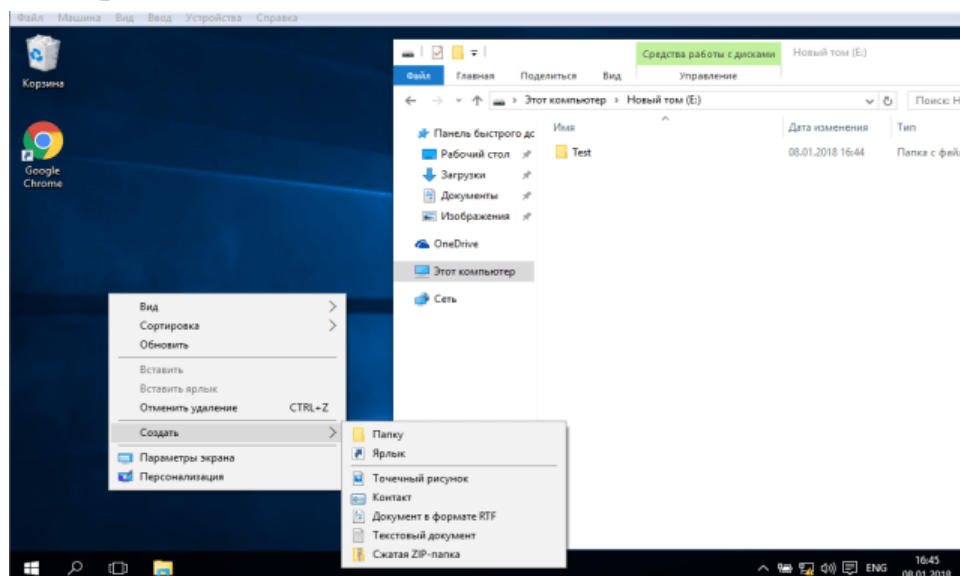 Файл Машина Вид Ввод Устройства Справка
Корзина
Google
Chrome
Средства работы с дисками Новый том (E:)
Файл Главная Поделиться Вид Управление
Этот компьютер > Новый том (E:)
Поиск: Н
Имя Дата изменения Тип
Панель быстрого дс
Рабочий стол
Загрузки
Документы
Изображения
OneDrive
Этот компьютер
Сеть
Test 08.01.2018 16:44 Папка с файл
Вид
Сортировка
Обновить
Вставить
Вставить ярлык
Отменить удаление CTRL+Z
Создать
Параметры экрана
Персонализация
Папку
Ярлык
Точечный рисунок
Контакт
Документ в формате RTF
Текстовый документ
Сжатая ZIP-папка
ENG
16:45
08.01.2018